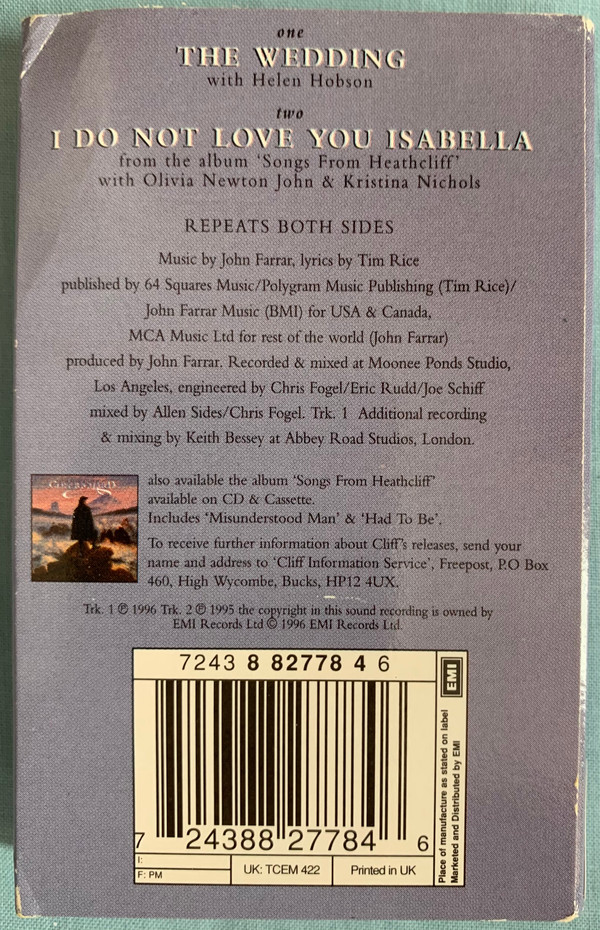 one
THE WEDDING
with Helen Hobson
two
I DO NOT LOVE YOU ISABELLA
from the album 'Songs From Heathcliff'
with Olivia Newton John & Kristina Nichols
REPEATS BOTH SIDES
Music by John Farrar, lyrics by Tim Rice
published by 64 Squares Music/Polygram Music Publishing (Tim Rice)/
John Farrar Music (BMI) for USA & Canada,
MCA Music Ltd for rest of the world (John Farrar)
produced by John Farrar. Recorded & mixed at Moonee Ponds Studio,
Los Angeles, engineered by Chris Fogel/Eric Rudd/Joe Schiff
mixed by Allen Sides/Chris Fogel. Trk. 1 Additional recording
& mixing by Keith Bessey at Abbey Road Studios, London.
also available the album 'Songs From Heathcliff'
available on CD & Cassette.
Includes 'Misunderstood Man' & 'Had To Be'.
To receive further information about Cliff's releases, send your
name and address to 'Cliff Information Service', Freepost, P.O Box
460, High Wycombe, Bucks, HP12 4UX.
Trk. 1 ℗ 1996 Trk. 2 ℗ 1995 the copyright in this sound recording is owned by
EMI Records Ltd © 1996 EMI Records Ltd.
7243 8 82778 4 6
EMI
Place of manufacture as stated on label
Marketed and Distributed by EMI
7 24388 27784 6
I:
F: PM
UK: TCEM 422
Printed in UK